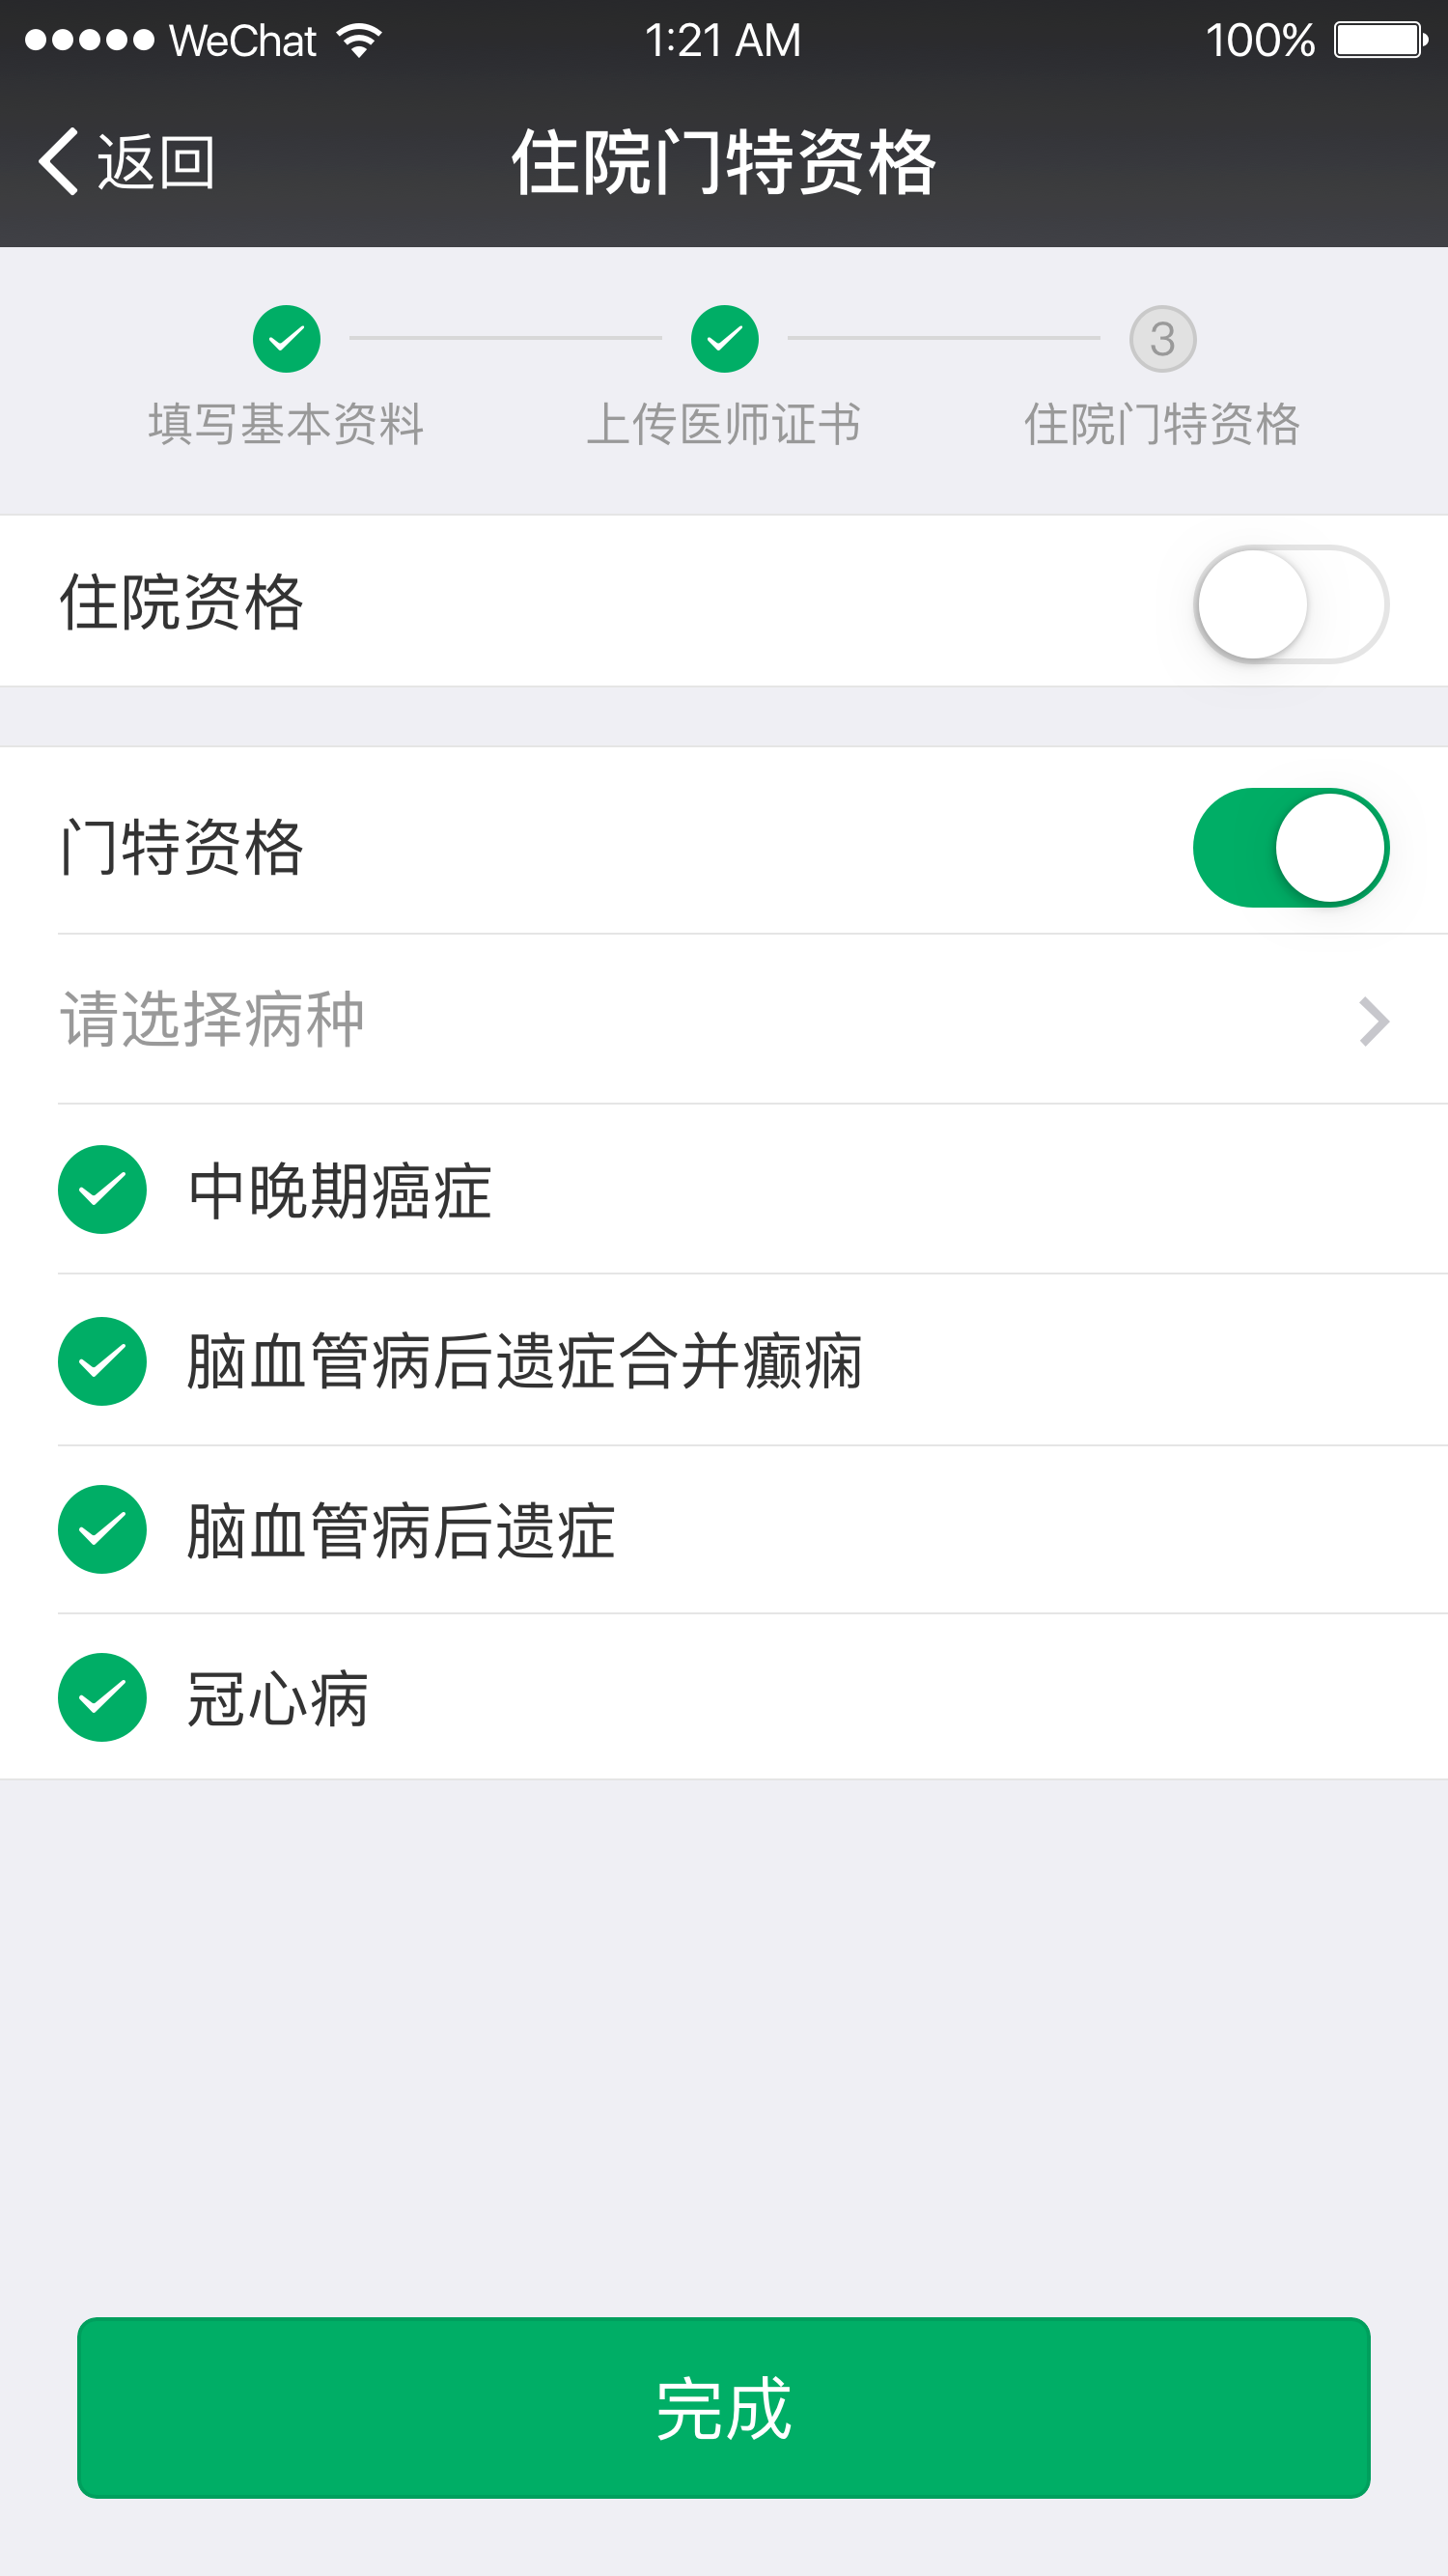 WeChat 1:21 AM 100%
返回 住院门特资格
3
填写基本资料 上传医师证书 住院门特资格
住院资格
门特资格
请选择病种
中晚期癌症
脑血管病后遗症合并癫痫
脑血管病后遗症
冠心病
完成